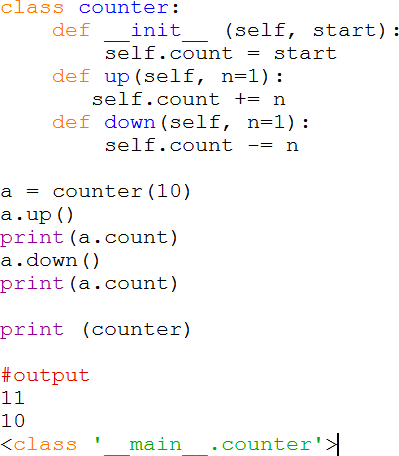 class counter:
    def __init__ (self, start):
        self.count = start
    def up(self, n=1):
       self.count += n
    def down(self, n=1):
        self.count -= n

a = counter(10)
a.up()
print(a.count)
a.down()
print(a.count)

print (counter)

#output
11
10
<class '__main__.counter'>